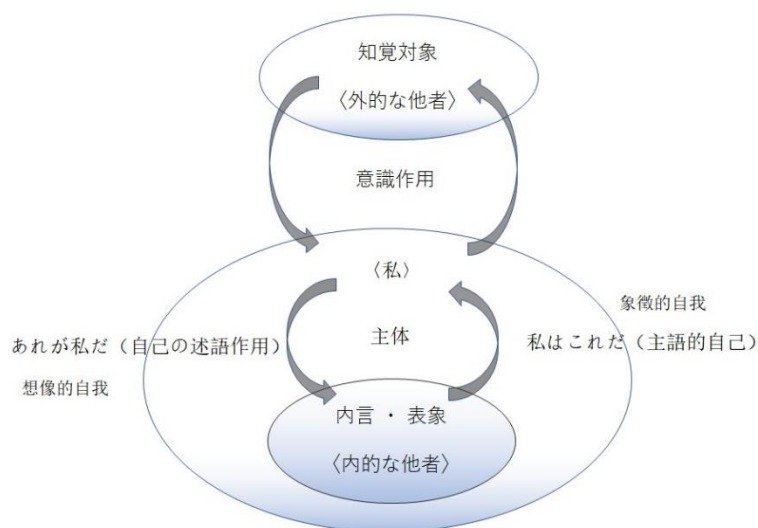 知覚対象
〈外的な他者〉
意識作用
〈私〉
象徴的自我
主体
あれが私だ（自己の述語作用）
私はこれだ（主語的自己）
想像的自我
内言 ・ 表象
〈内的な他者〉